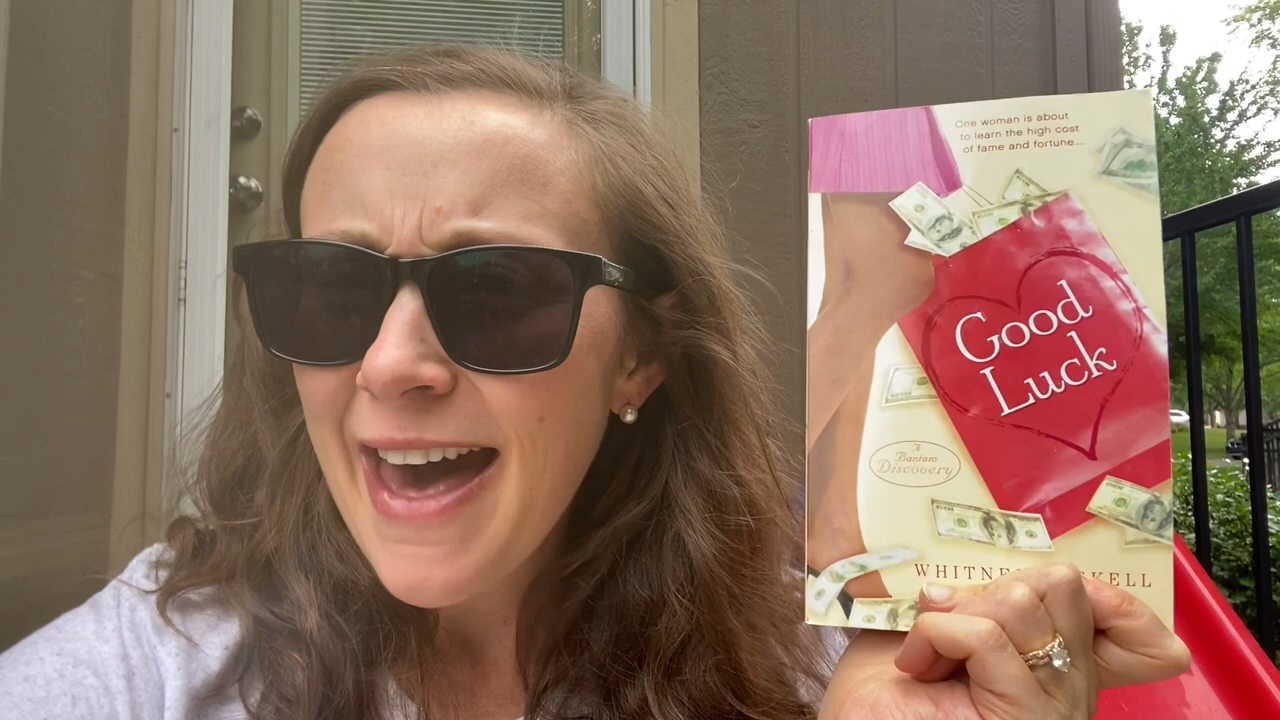 One woman is about
to learn the high cost
of fame and fortune....
Good
Luck
A
Bantam
Discovery